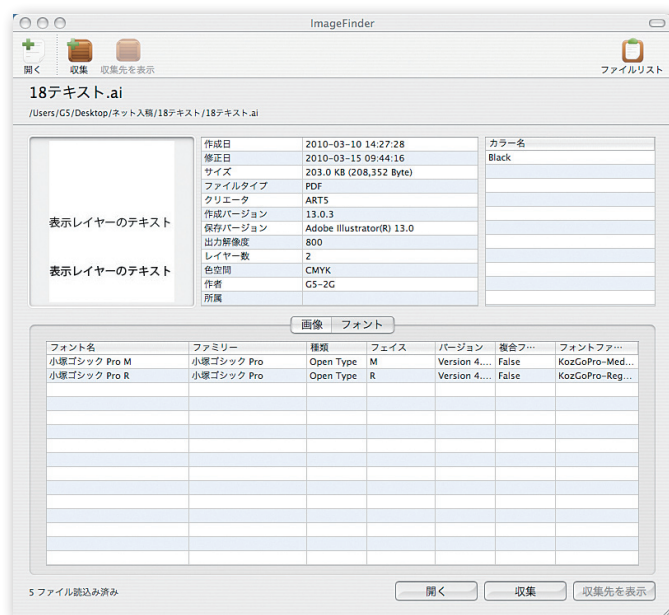 ImageFinder
開く 収集 収集先を表示 ファイルリスト
18テキスト.ai
/Users/G5/Desktop/ネット入稿/18テキスト/18テキスト.ai
表示レイヤーのテキスト
表示レイヤーのテキスト
作成日 2010-03-10 14:27:28
修正日 2010-03-15 09:44:16
サイズ 203.0 KB (208,352 Byte)
ファイルタイプ PDF
クリエータ ART5
作成バージョン 13.0.3
保存バージョン Adobe Illustrator(R) 13.0
出力解像度 800
レイヤー数 2
色空間 CMYK
作者 G5-2G
所属
カラー名
Black
画像 フォント
フォント名 ファミリー 種類 フェイス バージョン 複合フ… フォントファ…
小塚ゴシック Pro M 小塚ゴシック Pro Open Type M Version 4.... False KozGoPro-Med...
小塚ゴシック Pro R 小塚ゴシック Pro Open Type R Version 4.... False KozGoPro-Reg...
5 ファイル読込み済み 開く 収集 収集先を表示